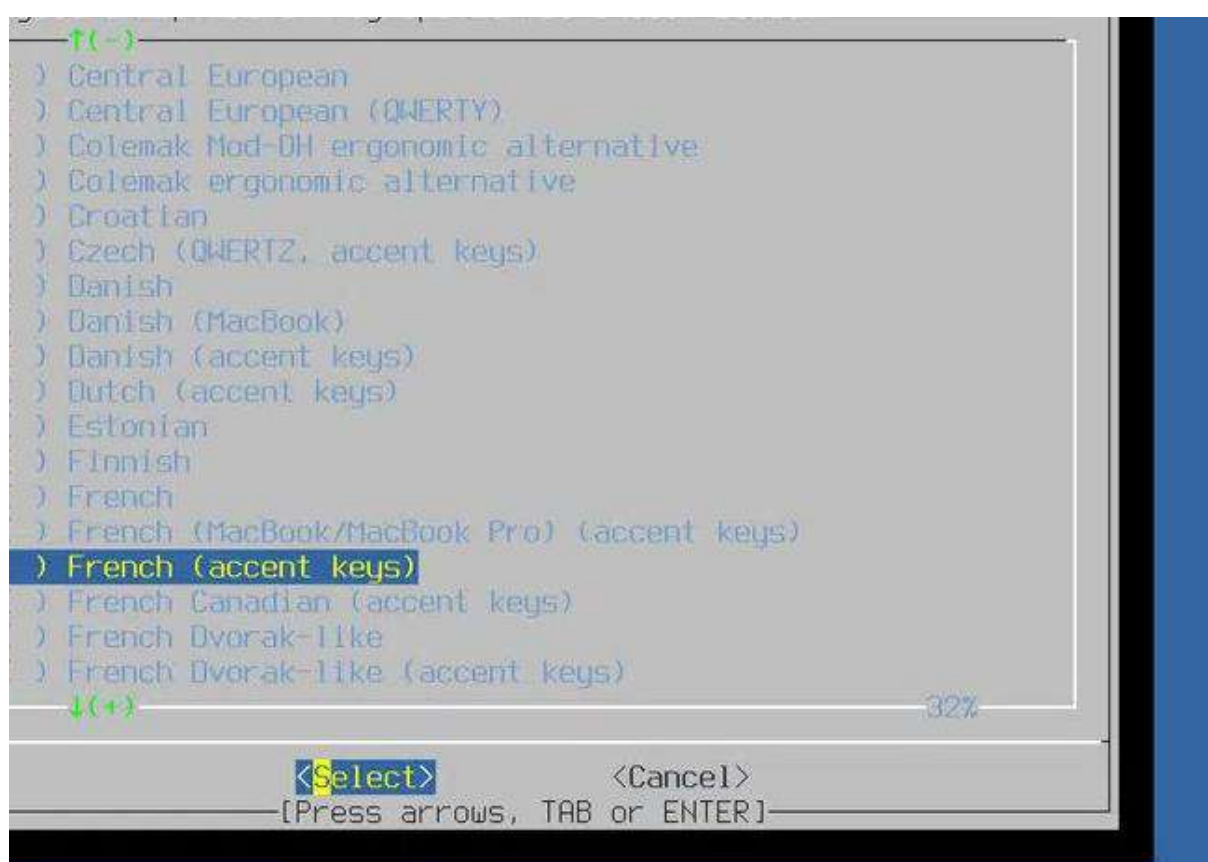 ↑(-)
) Central European
) Central European (QWERTY)
) Colemak Mod-DH ergonomic alternative
) Colemak ergonomic alternative
) Croatian
) Czech (QWERTZ, accent keys)
) Danish
) Danish (MacBook)
) Danish (accent keys)
) Dutch (accent keys)
) Estonian
) Finnish
) French
) French (MacBook/MacBook Pro) (accent keys)
) French (accent keys)
) French Canadian (accent keys)
) French Dvorak-like
) French Dvorak-like (accent keys)
↓(+) 32%
<Select> <Cancel>
[Press arrows, TAB or ENTER]